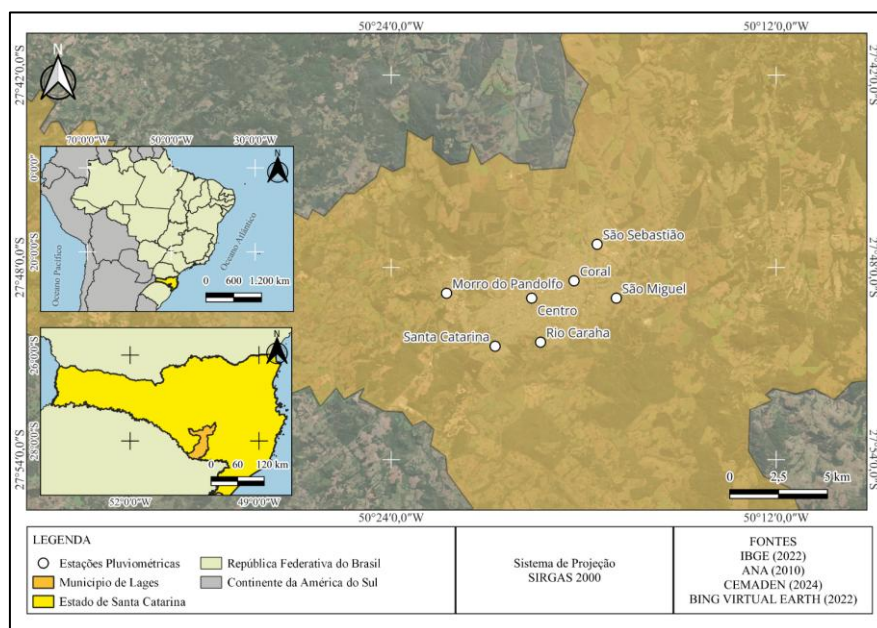 50°24'0,0"W
50°12'0,0"W
27°42'0,0"S
27°42'0,0"S
N
70°0'0"W
50°0'0"W
30°0'0"W
N
0°0'0"
20°0'0"S
Oceano Pacífico
Oceano Atlântico
0 600 1.200 km
São Sebastião
27°48'0,0"S
27°48'0,0"S
Coral
Morro do Pandolfo
São Miguel
Centro
Santa Catarina
Rio Caraha
N
26°0'0"S
28°0'0"S
0 60 120 km
52°0'0"W
49°0'0"W
27°54'0,0"S
27°54'0,0"S
0 2,5 5 km
50°24'0,0"W
50°12'0,0"W
LEGENDA
Estações Pluviométricas
Município de Lages
Estado de Santa Catarina
República Federativa do Brasil
Continente da América do Sul
Sistema de Projeção
SIRGAS 2000
FONTES
IBGE (2022)
ANA (2010)
CEMADEN (2024)
BING VIRTUAL EARTH (2022)